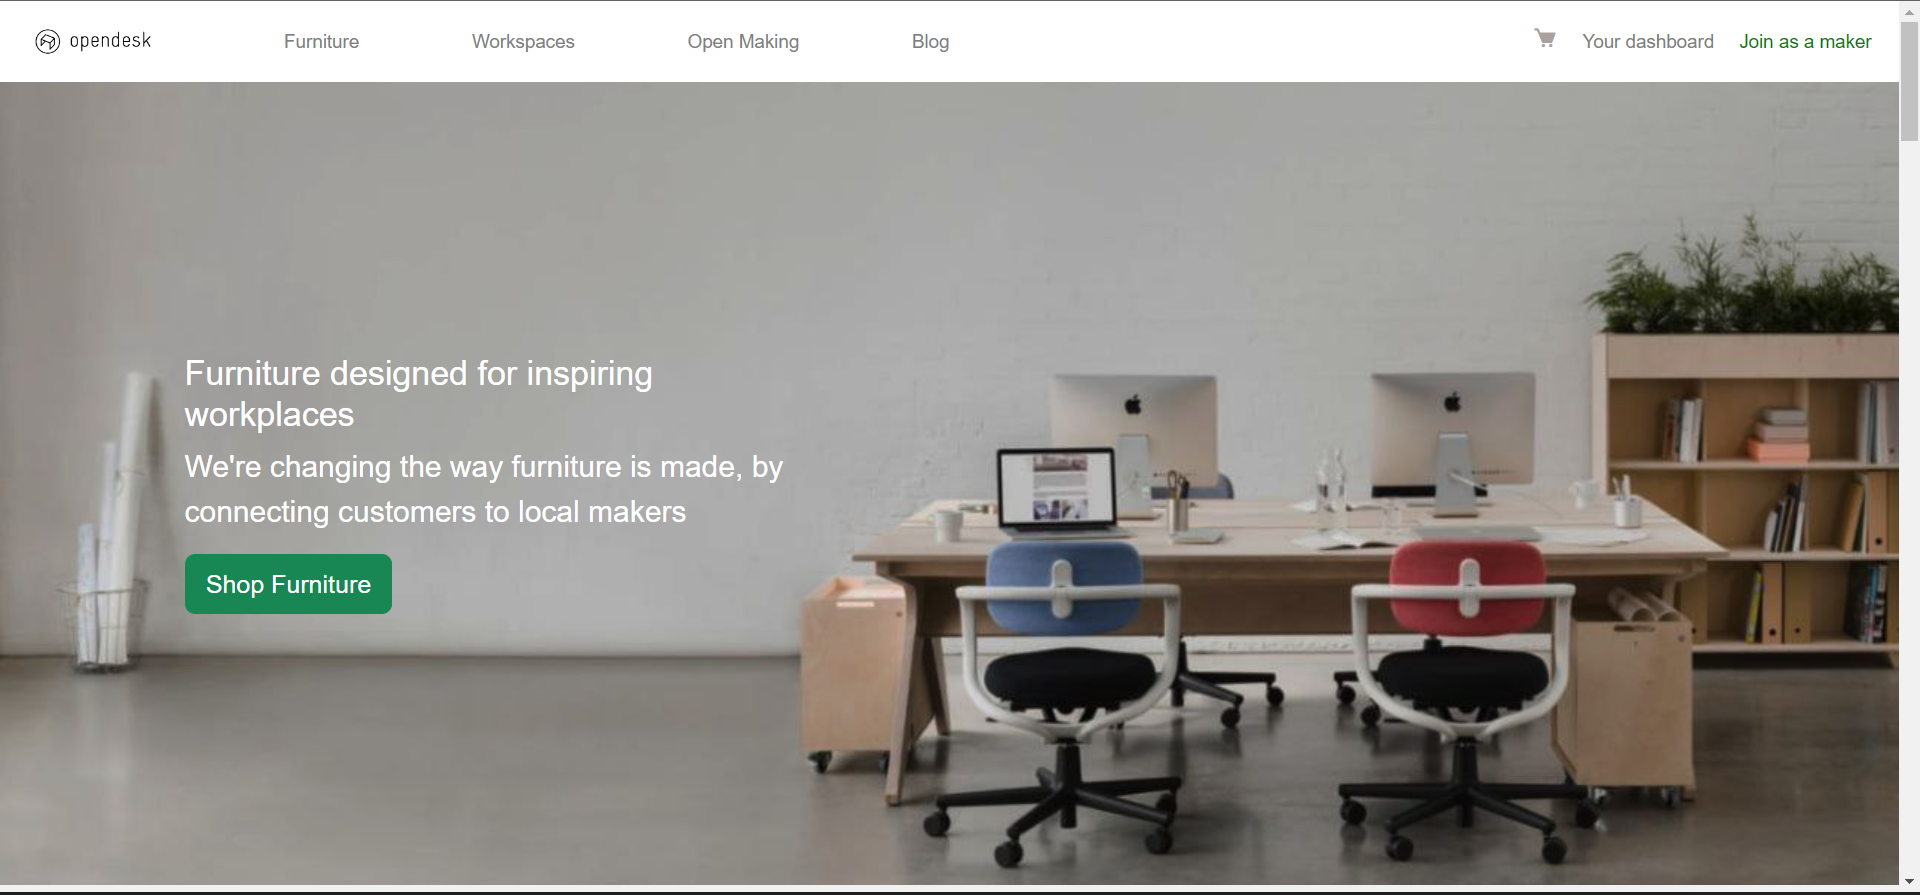 opendesk
Furniture
Workspaces
Open Making
Blog
Your dashboard
Join as a maker
Furniture designed for inspiring
workplaces
We're changing the way furniture is made, by
connecting customers to local makers
Shop Furniture